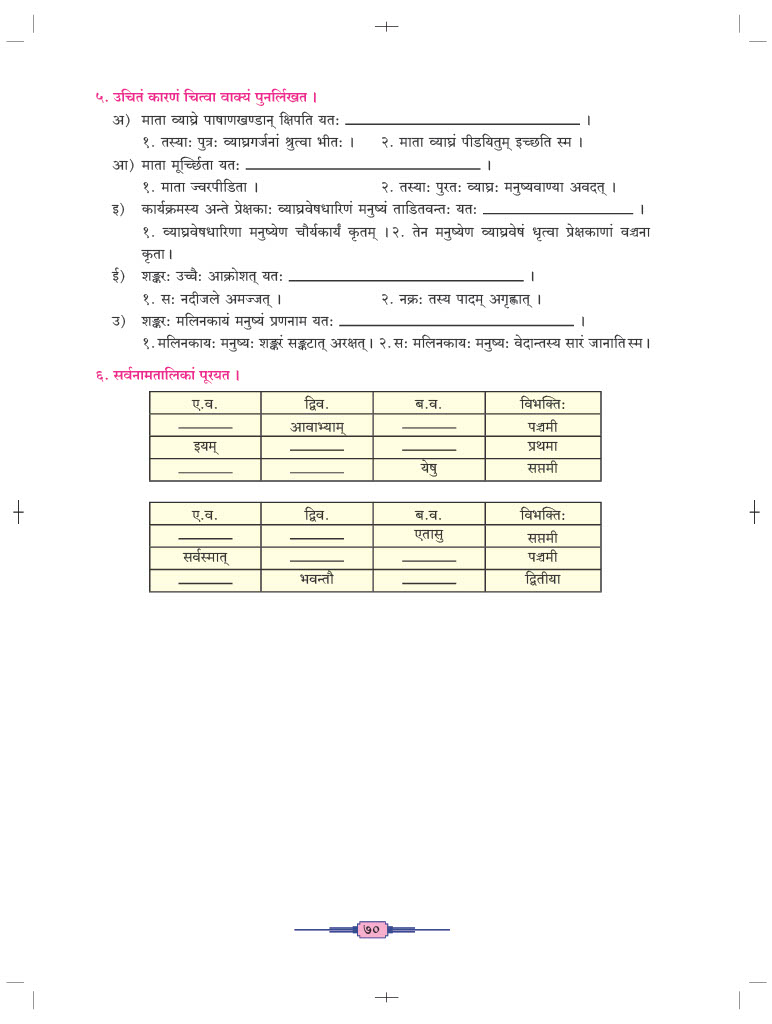 ५. उचितं कारणं चित्वा वाक्यं पुनर्लिखत ।
अ) माता व्याघ्रे पाषाणखण्डान् क्षिपति यतः ____________ ।
१. तस्याः पुत्रः व्याघ्रगर्जनां श्रुत्वा भीतः । २. माता व्याघ्रं पीडयितुम् इच्छति स्म ।
आ) माता मूर्च्छिता यतः ____________ ।
१. माता ज्वरपीडिता । २. तस्याः पुरतः व्याघ्रः मनुष्यवाण्या अवदत् ।
इ) कार्यक्रमस्य अन्ते प्रेक्षकाः व्याघ्रवेषधारिणं मनुष्यं ताडितवन्तः यतः ____________ ।
१. व्याघ्रवेषधारिणा मनुष्येण चौर्यकार्यं कृतम् । २. तेन मनुष्येण व्याघ्रवेषं धृत्वा प्रेक्षकाणां वञ्चना
कृता।
ई) शङ्करः उच्चैः आक्रोशत् यतः ____________ ।
१. सः नदीजले अमज्जत् । २. नक्रः तस्य पादम् अगृह्णात् ।
उ) शङ्करः मलिनकायं मनुष्यं प्रणनाम यतः ____________ ।
१. मलिनकायः मनुष्यः शङ्करं सङ्कटात् अरक्षत्। २. सः मलिनकायः मनुष्यः वेदान्तस्य सारं जानाति स्म।
६. सर्वनामतालिकां पूरयत ।
ए.व. द्विव. ब.व. विभक्तिः
______ आवाभ्याम् ______ पञ्चमी
इयम् ______ ______ प्रथमा
______ ______ येषु सप्तमी
ए.व. द्विव. ब.व. विभक्तिः
______ ______ एतासु सप्तमी
सर्वस्मात् ______ ______ पञ्चमी
______ भवन्तौ ______ द्वितीया
७०